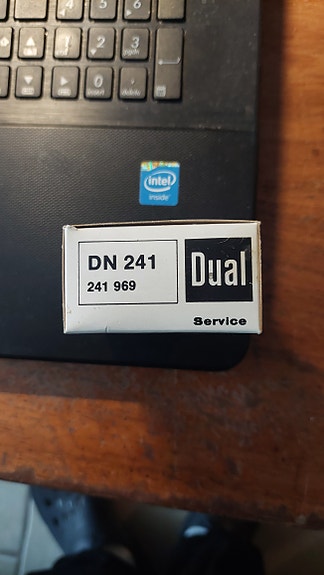 intel
inside
DN 241
241 969
Dual
Service